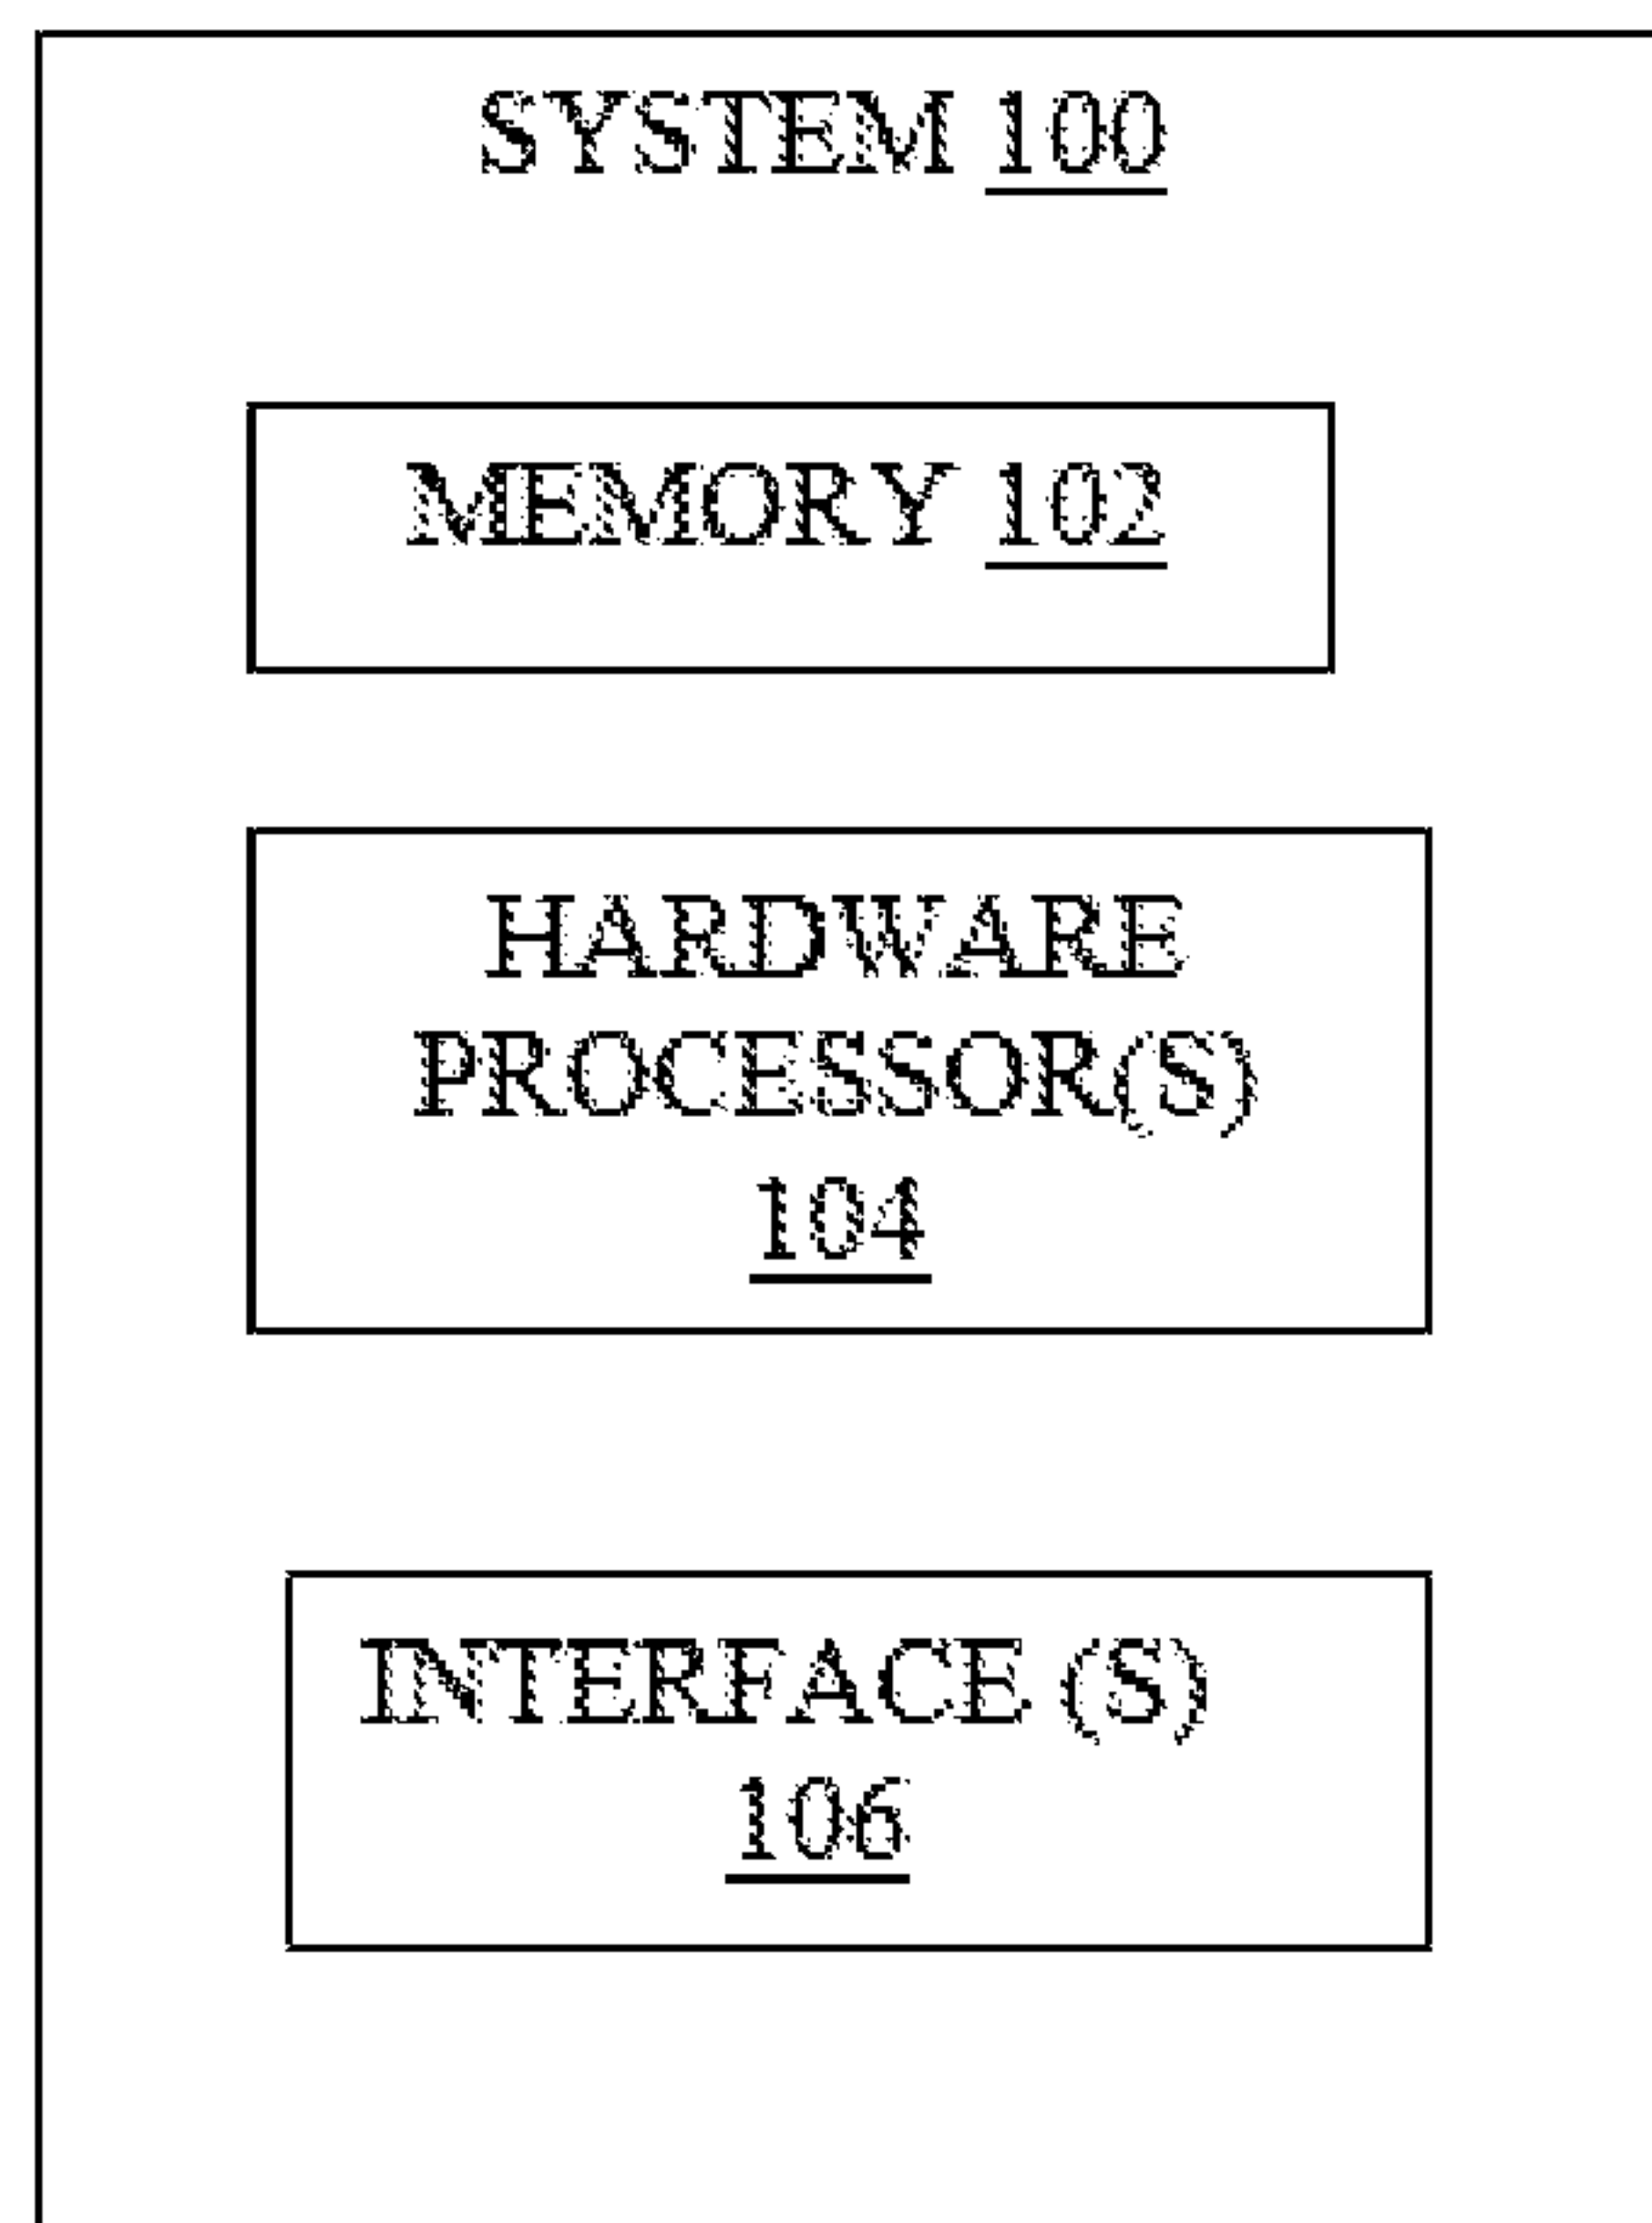 SYSTEM 100
MEMORY 102
HARDWARE
PROCESSOR(S)
104
INTERFACE (S)
106